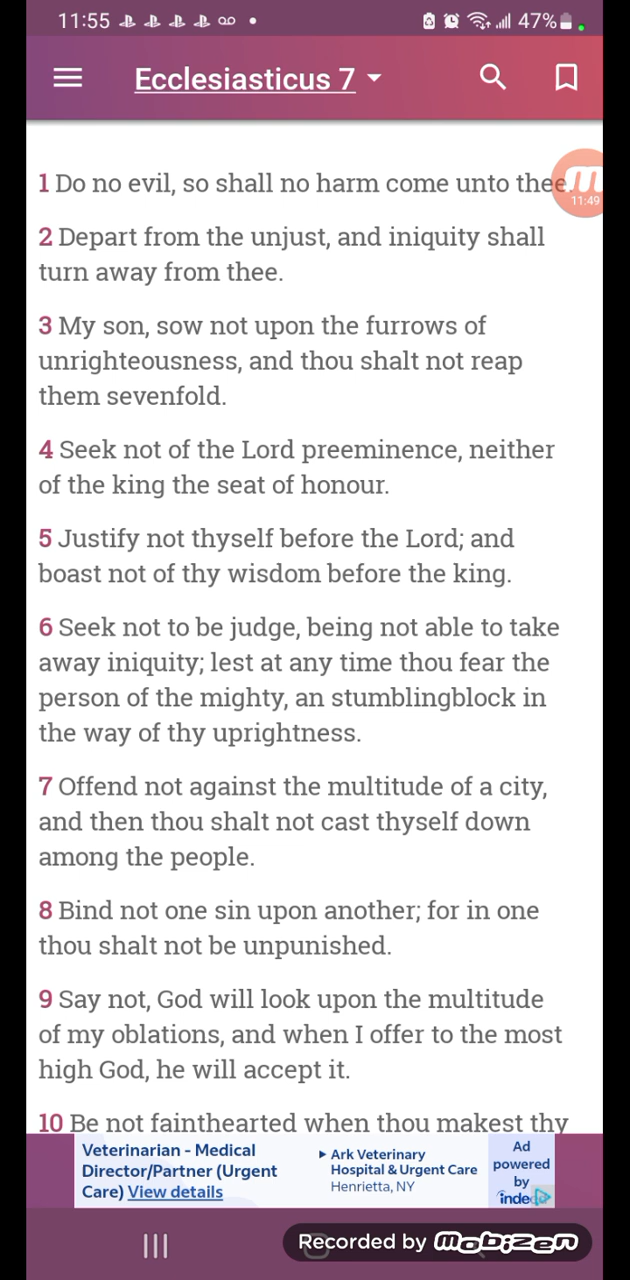 11:55 47%
Ecclesiasticus 7
1 Do no evil, so shall no harm come unto thee.
11:49
2 Depart from the unjust, and iniquity shall
turn away from thee.
3 My son, sow not upon the furrows of
unrighteousness, and thou shalt not reap
them sevenfold.
4 Seek not of the Lord preeminence, neither
of the king the seat of honour.
5 Justify not thyself before the Lord; and
boast not of thy wisdom before the king.
6 Seek not to be judge, being not able to take
away iniquity; lest at any time thou fear the
person of the mighty, an stumblingblock in
the way of thy uprightness.
7 Offend not against the multitude of a city,
and then thou shalt not cast thyself down
among the people.
8 Bind not one sin upon another; for in one
thou shalt not be unpunished.
9 Say not, God will look upon the multitude
of my oblations, and when I offer to the most
high God, he will accept it.
10 Be not fainthearted when thou makest thy
Veterinarian - Medical
Director/Partner (Urgent
Care) View details
Ark Veterinary
Hospital & Urgent Care
Henrietta, NY
Ad
powered
by
Recorded by Mobizen